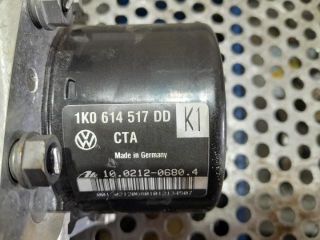 1K0 614 517 DD K1
CTA
Made in Germany
10.0212-0680.4